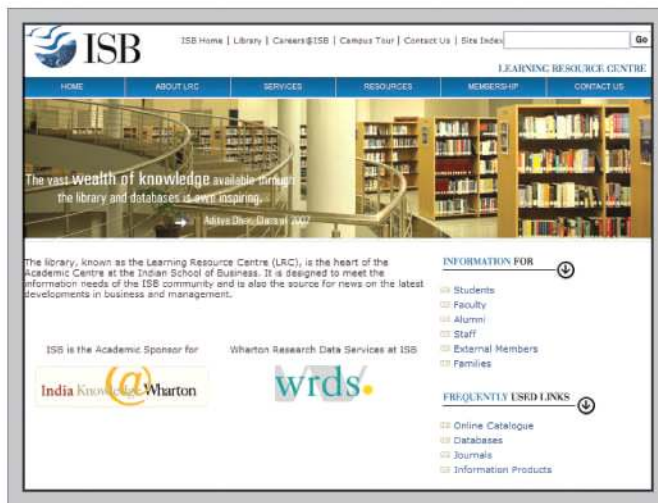 ISB
ISB Home | Library | Careers@ISB | Campus Tour | Contact Us | Site Index
Go
LEARNING RESOURCE CENTRE
HOME
ABOUT LRC
SERVICES
RESOURCES
MEMBERSHIP
CONTACT US
The vast wealth of knowledge available through
the library and databases is awe inspiring.
Aditya Dhar, Class of 2007
The library, known as the Learning Resource Centre (LRC), is the heart of the
Academic Centre at the Indian School of Business. It is designed to meet the
information needs of the ISB community and is also the source for news on the latest
developments in business and management.
ISB is the Academic Sponsor for
India Knowledge@Wharton
Wharton Research Data Services at ISB
wrds.
INFORMATION FOR
Students
Faculty
Alumni
Staff
External Members
Families
FREQUENTLY USED LINKS
Online Catalogue
Databases
Journals
Information Products